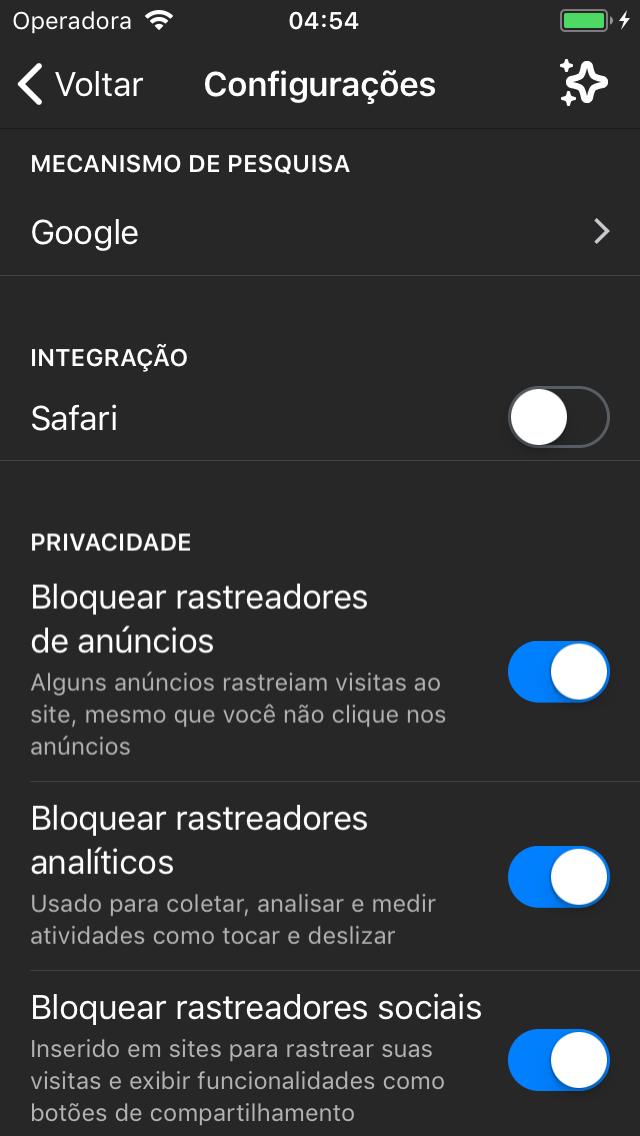 Operadora
04:54
Voltar
Configurações
MECANISMO DE PESQUISA
Google
INTEGRAÇÃO
Safari
PRIVACIDADE
Bloquear rastreadores
de anúncios
Alguns anúncios rastreiam visitas ao
site, mesmo que você não clique nos
anúncios
Bloquear rastreadores
analíticos
Usado para coletar, analisar e medir
atividades como tocar e deslizar
Bloquear rastreadores sociais
Inserido em sites para rastrear suas
visitas e exibir funcionalidades como
botões de compartilhamento